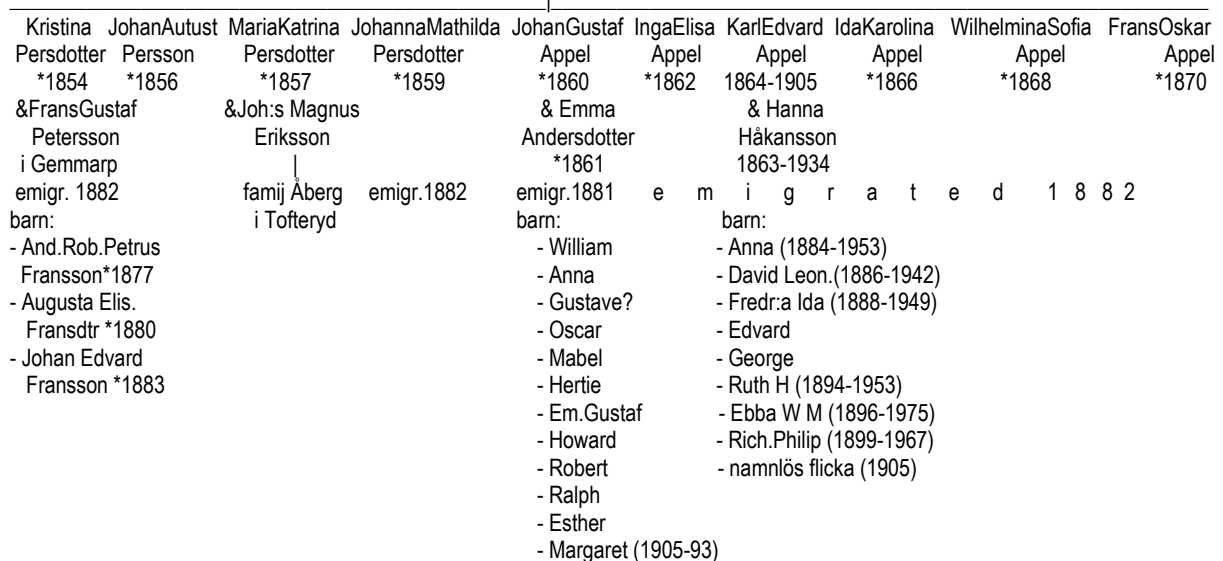 Kristina JohanAutust MariaKatrina JohannaMathilda JohanGustaf IngaElisa KarlEdvard IdaKarolina WilhelminaSofia FransOskar
Persdotter Persson Persdotter Persdotter Appel Appel Appel Appel Appel Appel
*1854 *1856 *1857 *1859 *1860 *1862 1864-1905 *1866 *1868 *1870
&FransGustaf &Joh:s Magnus & Emma & Hanna
Petersson Eriksson Andersdotter Håkansson
i Gemmarp | *1861 1863-1934
emigr. 1882 famij Åberg emigr.1882 emigr.1881 e m i g r a t e d 1 8 8 2
barn: i Tofteryd barn: barn:
- And.Rob.Petrus - William - Anna (1884-1953)
Fransson*1877 - Anna - David Leon.(1886-1942)
- Augusta Elis. - Gustave? - Fredr:a Ida (1888-1949)
Fransdtr *1880 - Oscar - Edvard
- Johan Edvard - Mabel - George
Fransson *1883 - Hertie - Ruth H (1894-1953)
- Em.Gustaf - Ebba W M (1896-1975)
- Howard - Rich.Philip (1899-1967)
- Robert - namnlös flicka (1905)
- Ralph
- Esther
- Margaret (1905-93)